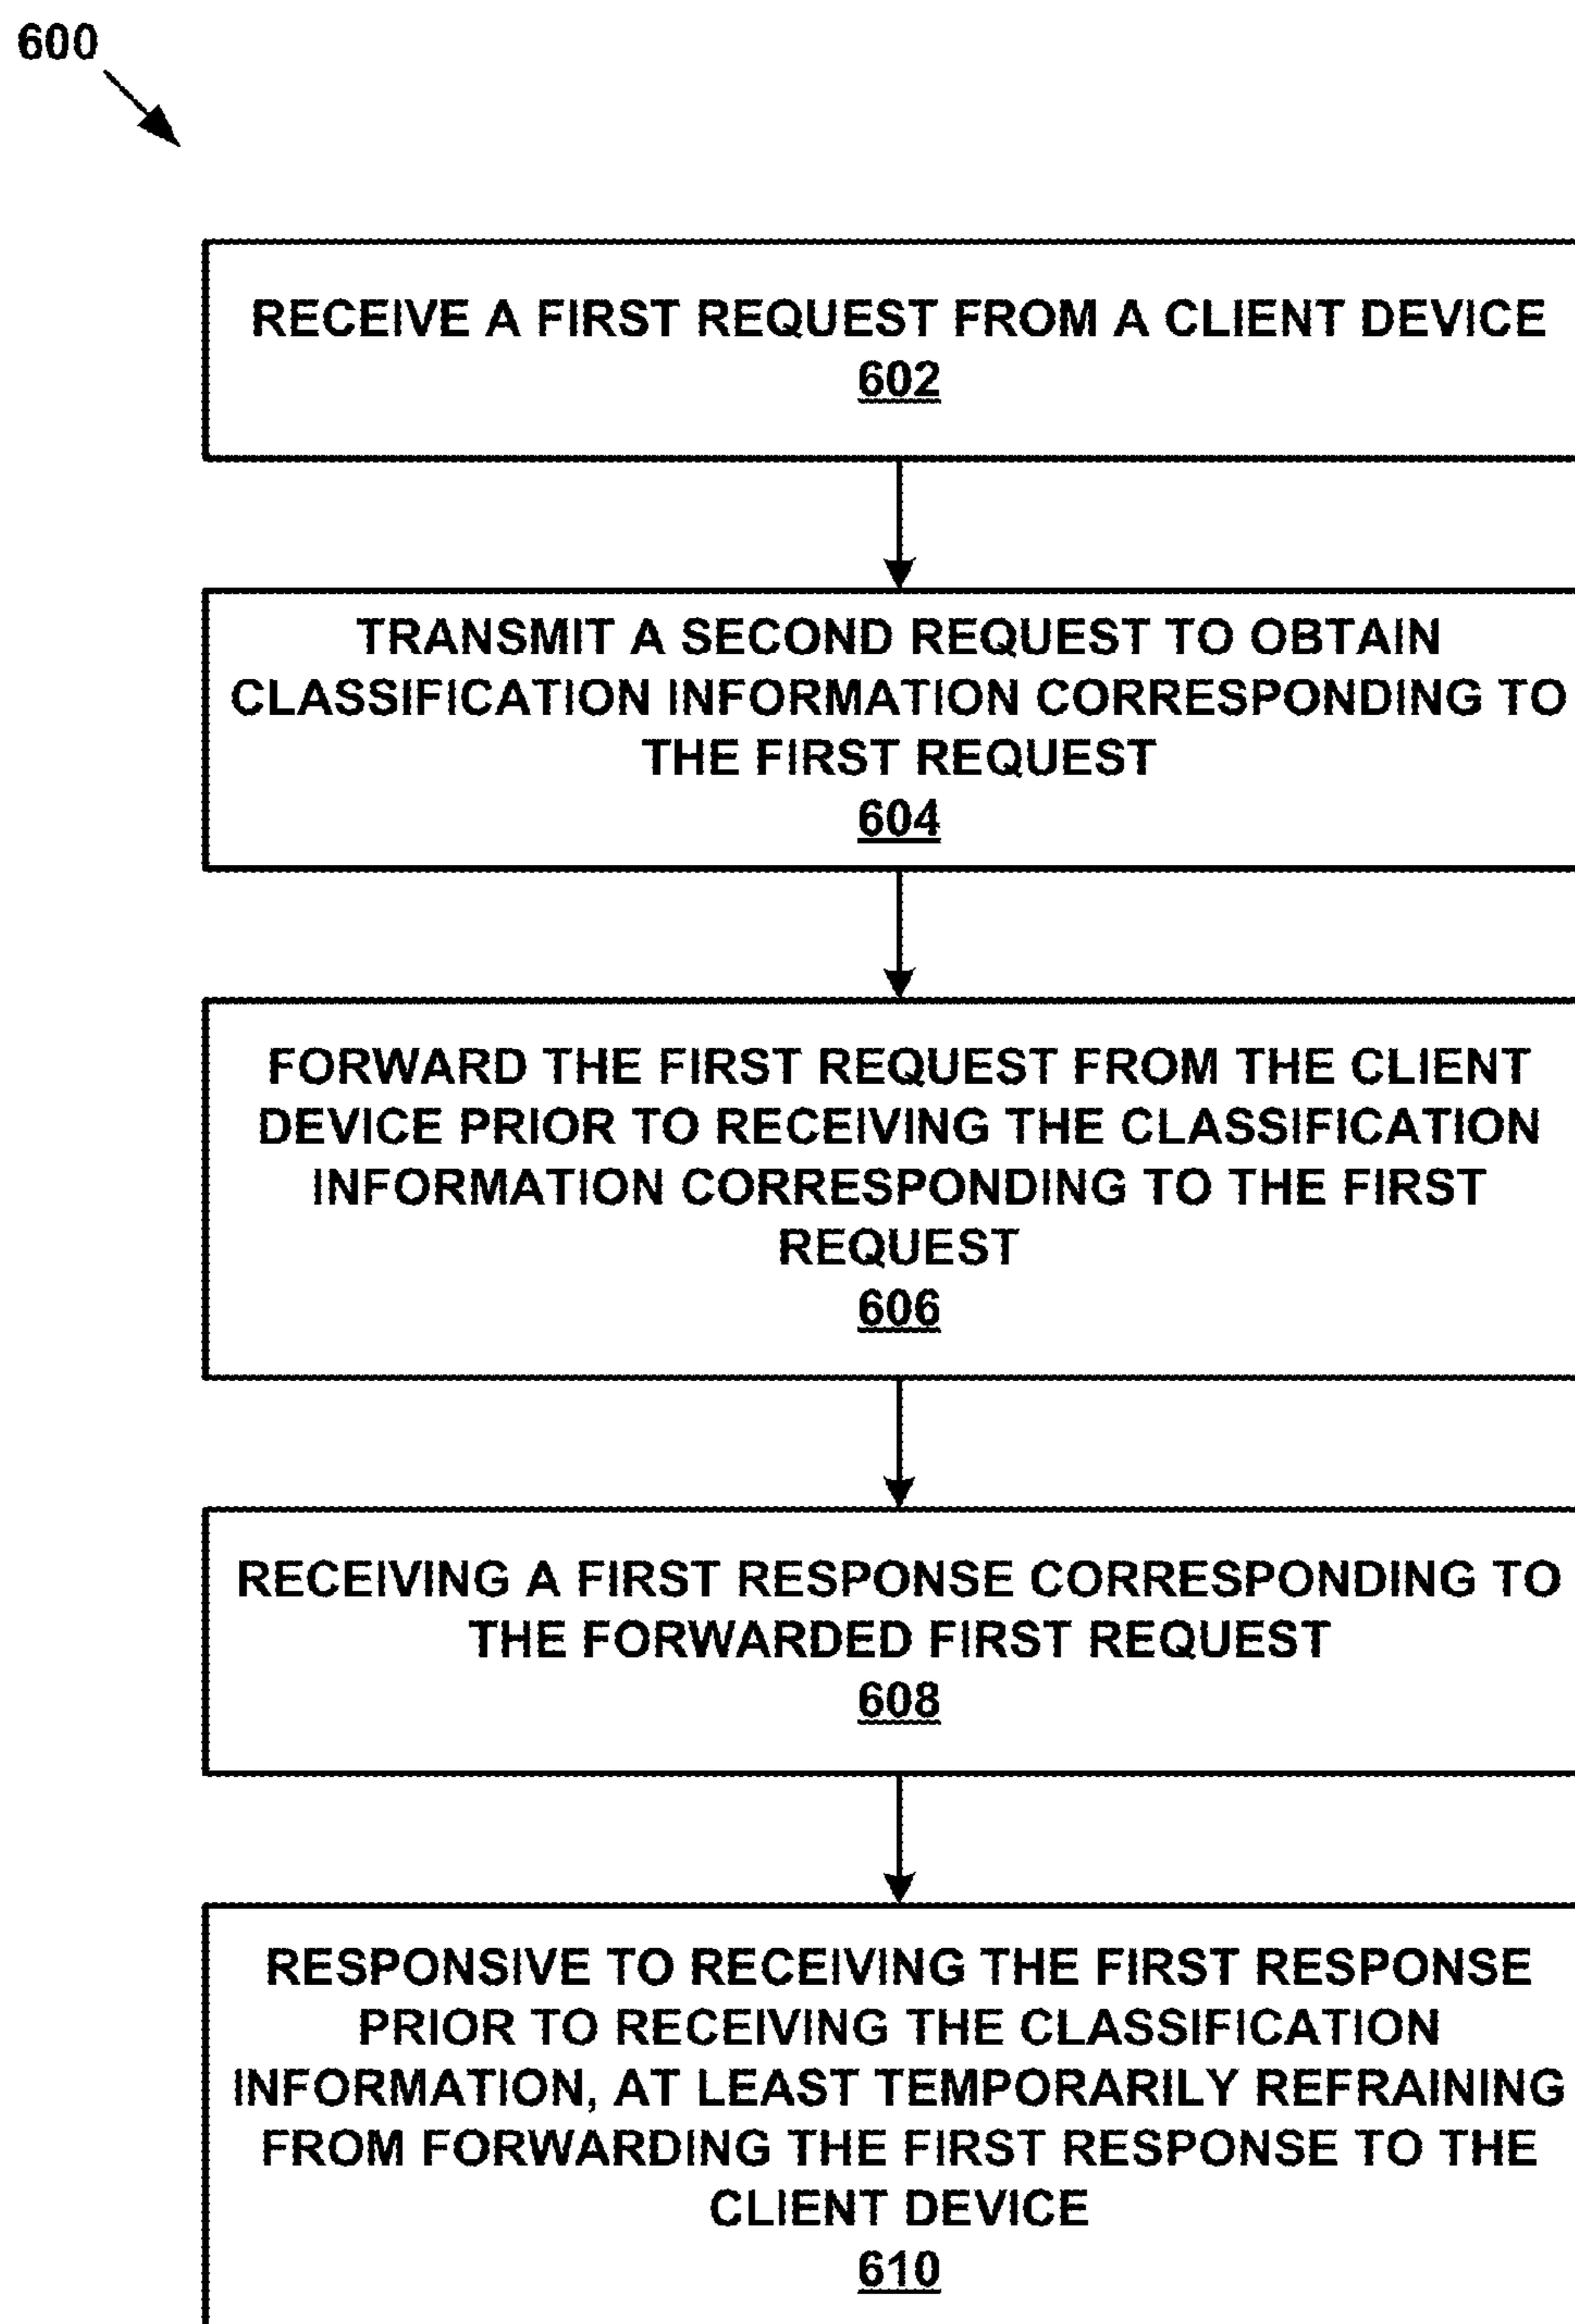 600
RECEIVE A FIRST REQUEST FROM A CLIENT DEVICE
602
TRANSMIT A SECOND REQUEST TO OBTAIN
CLASSIFICATION INFORMATION CORRESPONDING TO
THE FIRST REQUEST
604
FORWARD THE FIRST REQUEST FROM THE CLIENT
DEVICE PRIOR TO RECEIVING THE CLASSIFICATION
INFORMATION CORRESPONDING TO THE FIRST
REQUEST
606
RECEIVING A FIRST RESPONSE CORRESPONDING TO
THE FORWARDED FIRST REQUEST
608
RESPONSIVE TO RECEIVING THE FIRST RESPONSE
PRIOR TO RECEIVING THE CLASSIFICATION
INFORMATION, AT LEAST TEMPORARILY REFRAINING
FROM FORWARDING THE FIRST RESPONSE TO THE
CLIENT DEVICE
610